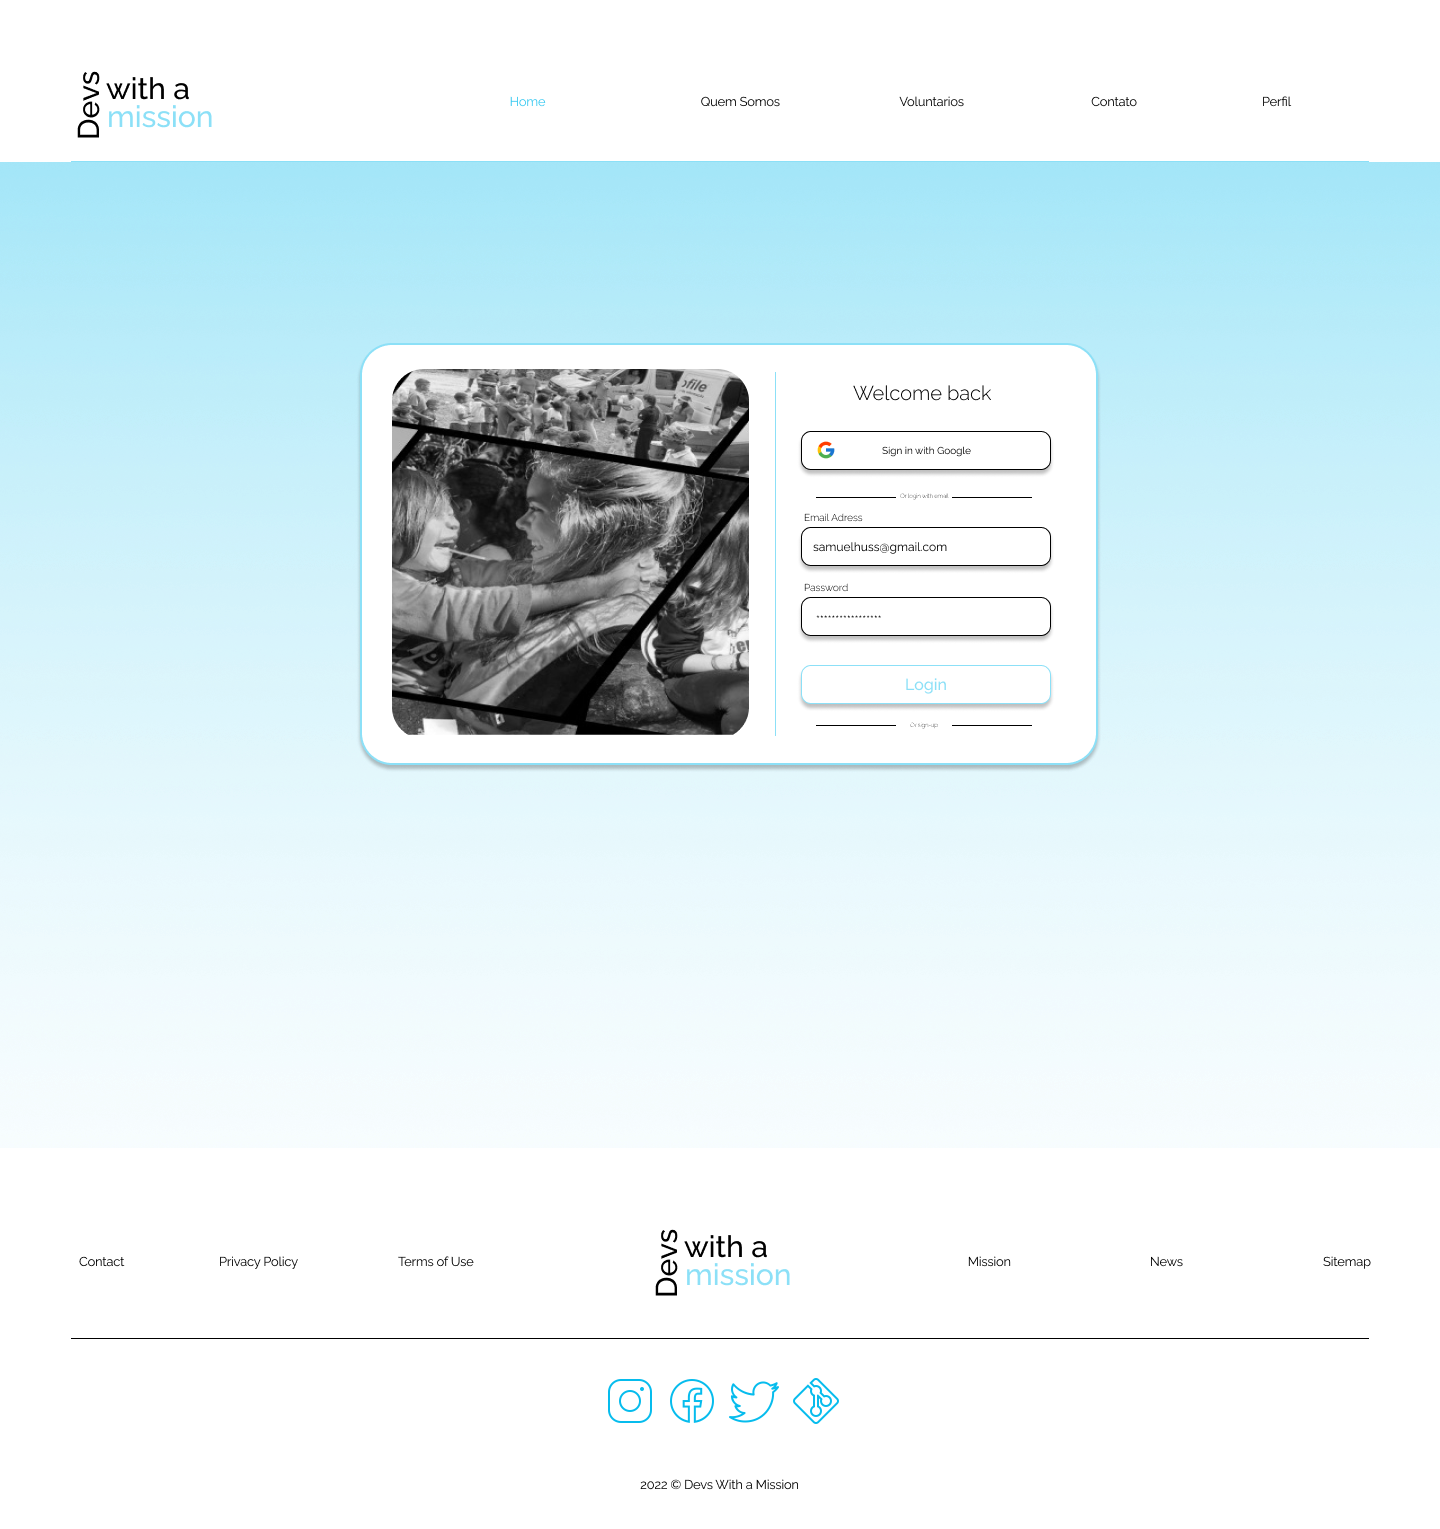 Devs
with a
mission
Home
Quem Somos
Voluntarios
Contato
Perfil
ofile
Welcome back
Sign in with Google
Or login with email
Email Adress
samuelhuss@gmail.com
Password
*****************
Login
Or sign-up
Contact
Privacy Policy
Terms of Use
Devs
with a
mission
Mission
News
Sitemap
2022 © Devs With a Mission